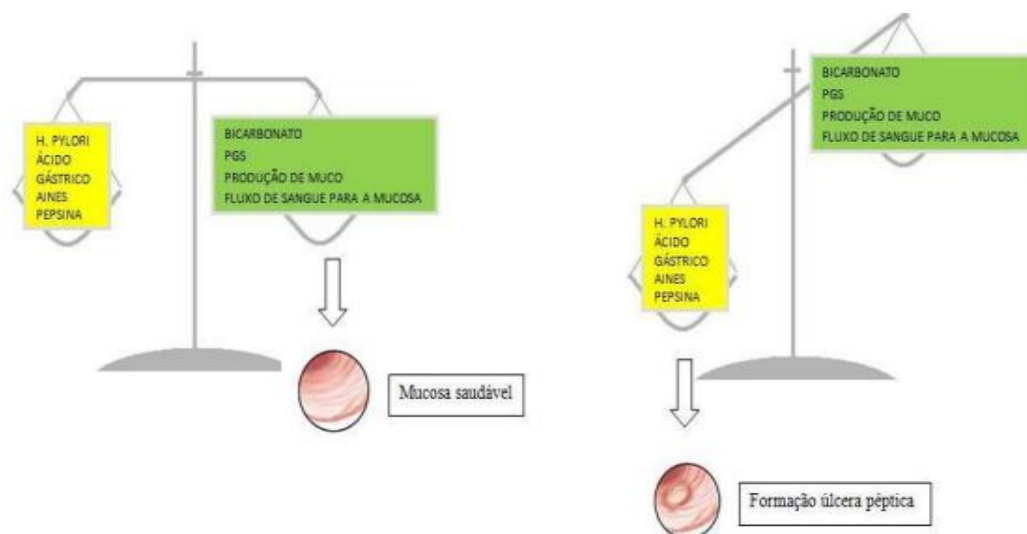 H. PYLORI
ÁCIDO
GÁSTRICO
AINES
PEPSINA
BICARBONATO
PGS
PRODUÇÃO DE MUCO
FLUXO DE SANGUE PARA A MUCOSA
Mucosa saudável
BICARBONATO
PGS
PRODUÇÃO DE MUCO
FLUXO DE SANGUE PARA A MUCOSA
H. PYLORI
ÁCIDO
GÁSTRICO
AINES
PEPSINA
Formação úlcera péptica